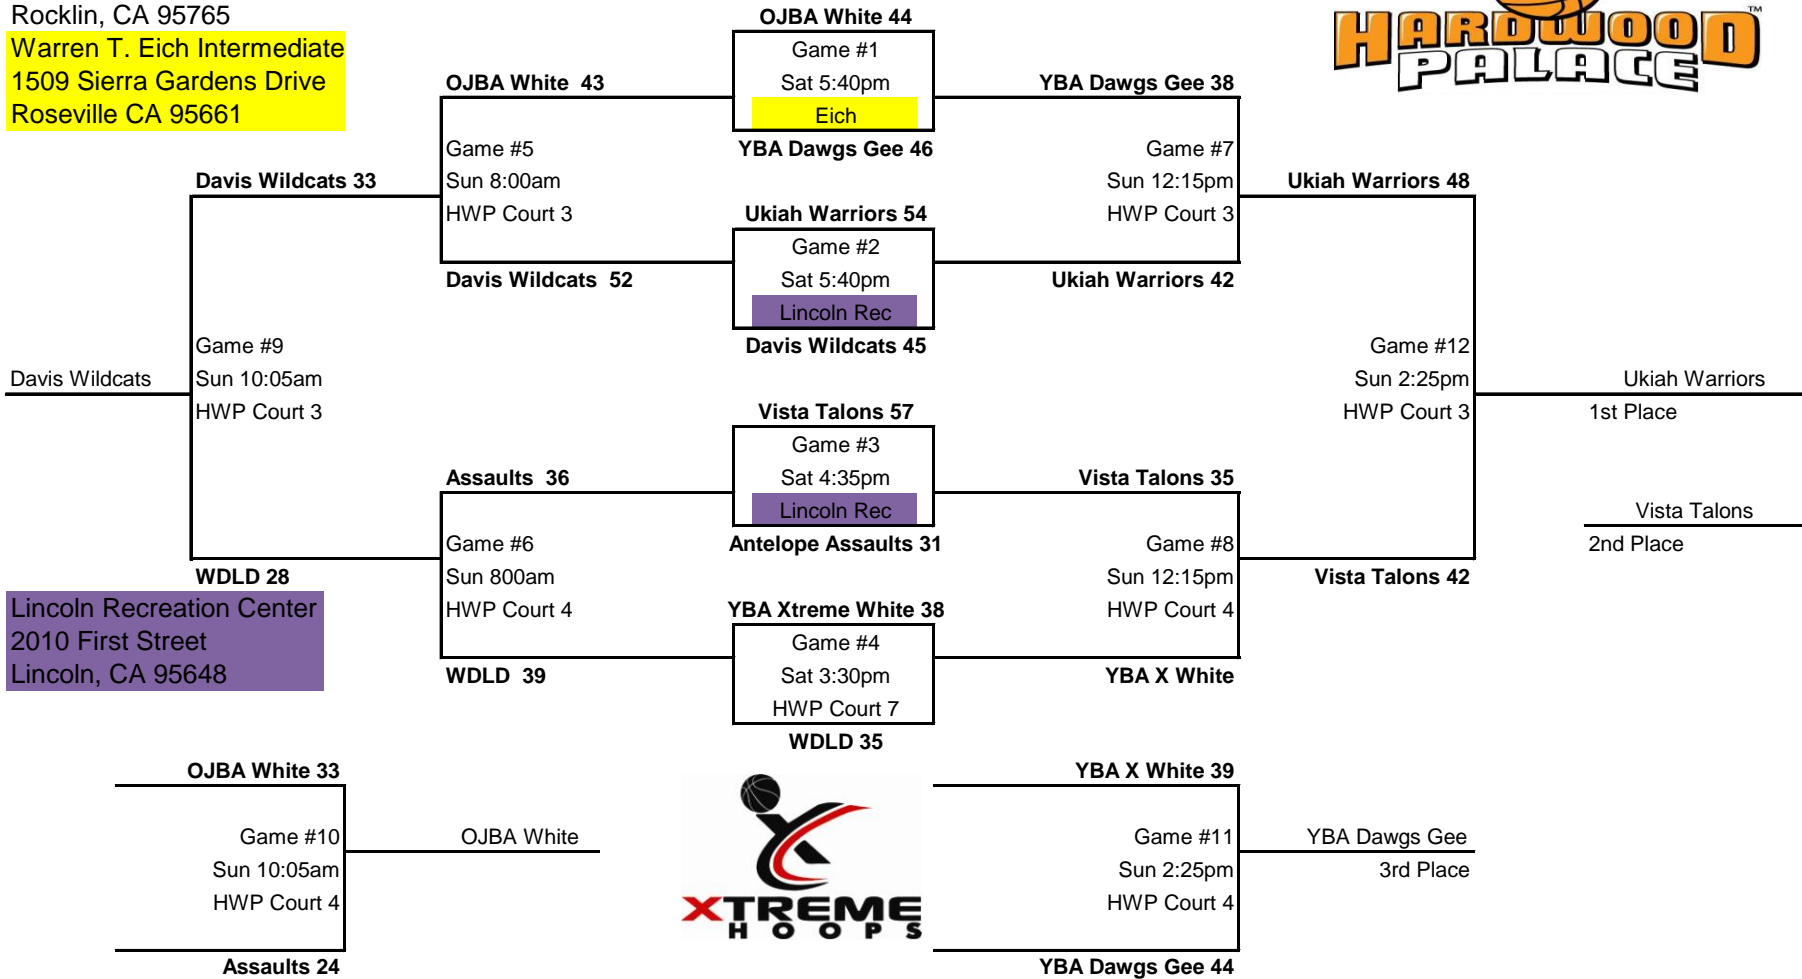 Rocklin, CA 95765
Warren T. Eich Intermediate
1509 Sierra Gardens Drive
Roseville CA 95661
HARDWOOD
PALACE
TM
OJBA White 44
Game #1
Sat 5:40pm
Eich
YBA Dawgs Gee 46
OJBA White  43
Game #5
Sun 8:00am
HWP Court 3
Davis Wildcats  52
YBA Dawgs Gee 38
Game #7
Sun 12:15pm
HWP Court 3
Ukiah Warriors 42
Davis Wildcats 33
Ukiah Warriors 48
Ukiah Warriors 54
Game #2
Sat 5:40pm
Lincoln Rec
Davis Wildcats 45
Game #9
Sun 10:05am
HWP Court 3
Davis Wildcats
Game #12
Sun 2:25pm
HWP Court 3
Ukiah Warriors
1st Place
Vista Talons 57
Game #3
Sat 4:35pm
Lincoln Rec
Antelope Assaults 31
Assaults  36
Game #6
Sun 800am
HWP Court 4
WDLD  39
Vista Talons 35
Game #8
Sun 12:15pm
HWP Court 4
YBA X White
Vista Talons
2nd Place
WDLD 28
Vista Talons 42
Lincoln Recreation Center
2010 First Street
Lincoln, CA 95648
YBA Xtreme White 38
Game #4
Sat 3:30pm
HWP Court 7
WDLD 35
OJBA White 33
Game #10
Sun 10:05am
HWP Court 4
Assaults 24
OJBA White
XTREME
HOOPS
YBA X White 39
Game #11
Sun 2:25pm
HWP Court 4
YBA Dawgs Gee 44
YBA Dawgs Gee
3rd Place